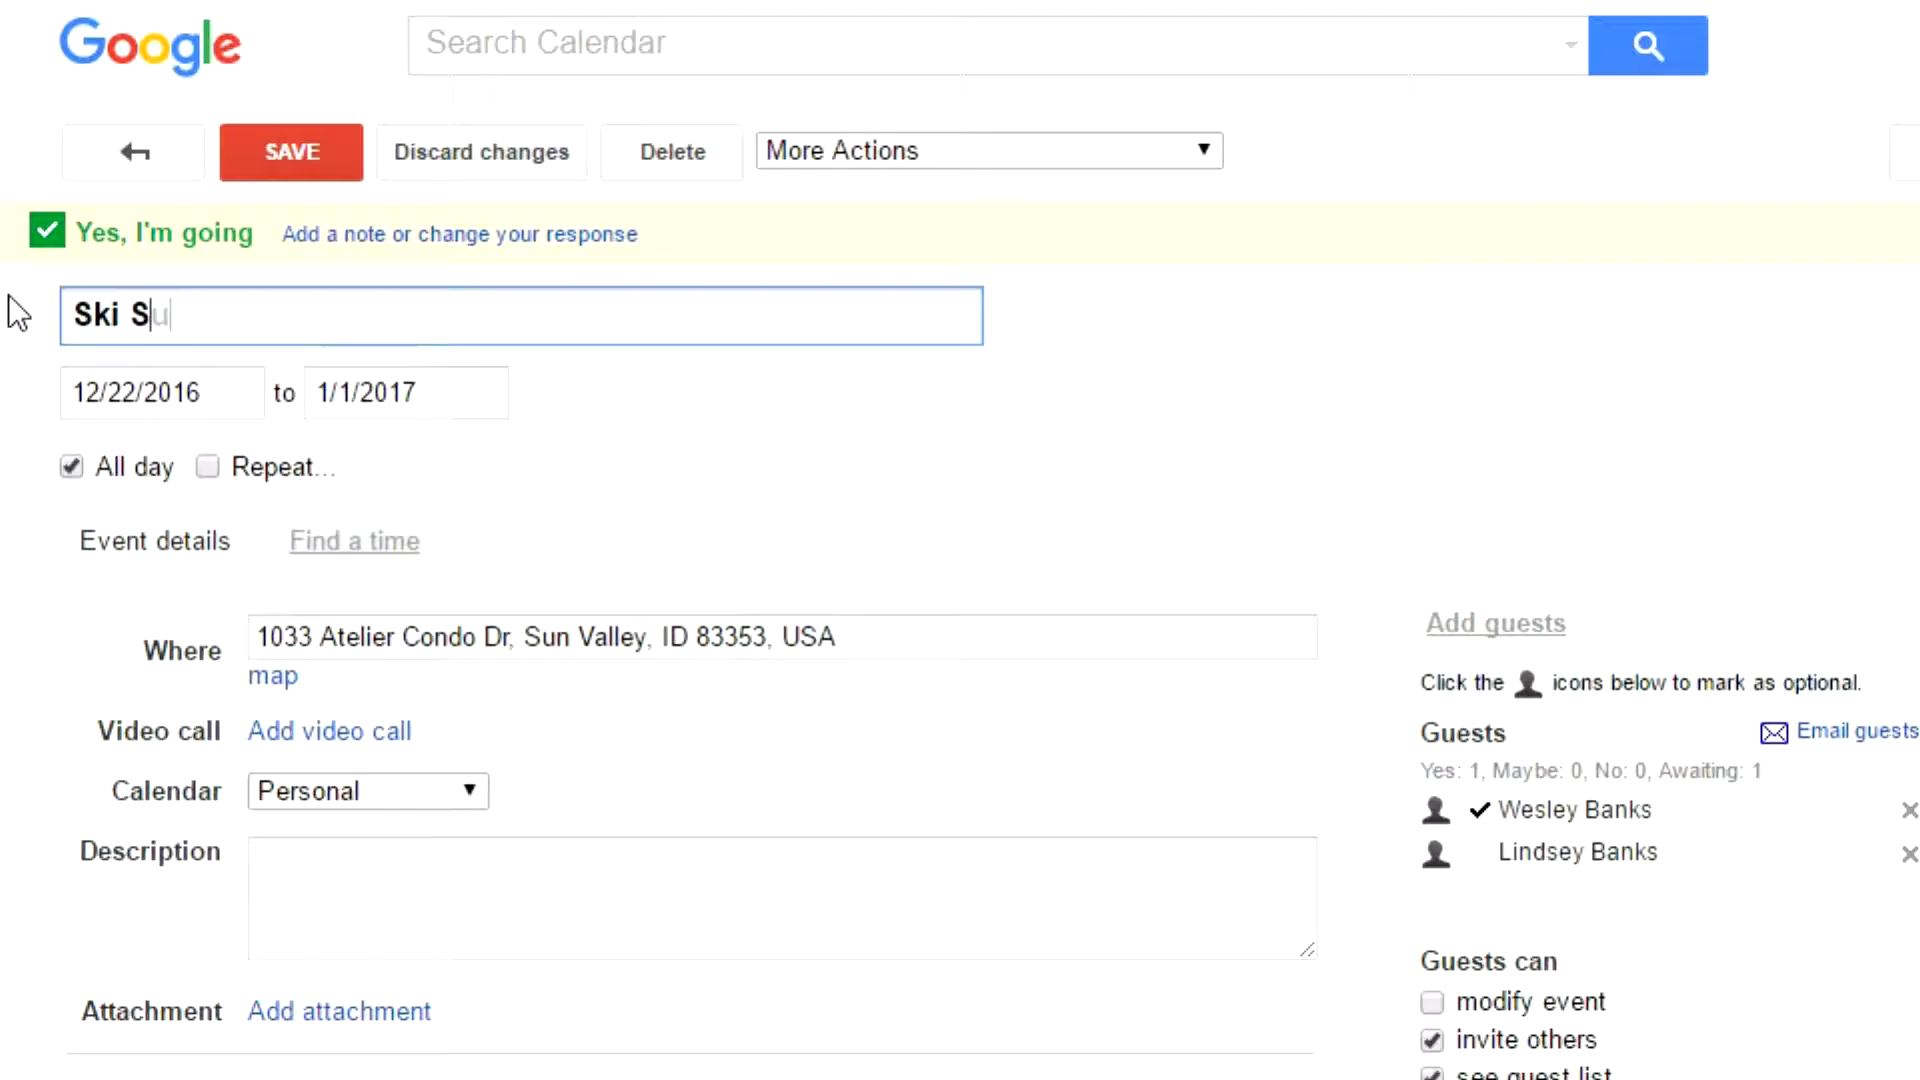 Google
Search Calendar
SAVE Discard changes Delete More Actions
Yes, I'm going Add a note or change your response
Ski Su
12/22/2016 to 1/1/2017
All day Repeat...
Event details Find a time
Where 1033 Atelier Condo Dr, Sun Valley, ID 83353, USA
map
Video call Add video call
Calendar Personal
Description
Attachment Add attachment
Add guests
Click the icons below to mark as optional.
Guests Email guests
Yes: 1, Maybe: 0, No: 0, Awaiting: 1
Wesley Banks
Lindsey Banks
Guests can
modify event
invite others
see guest list